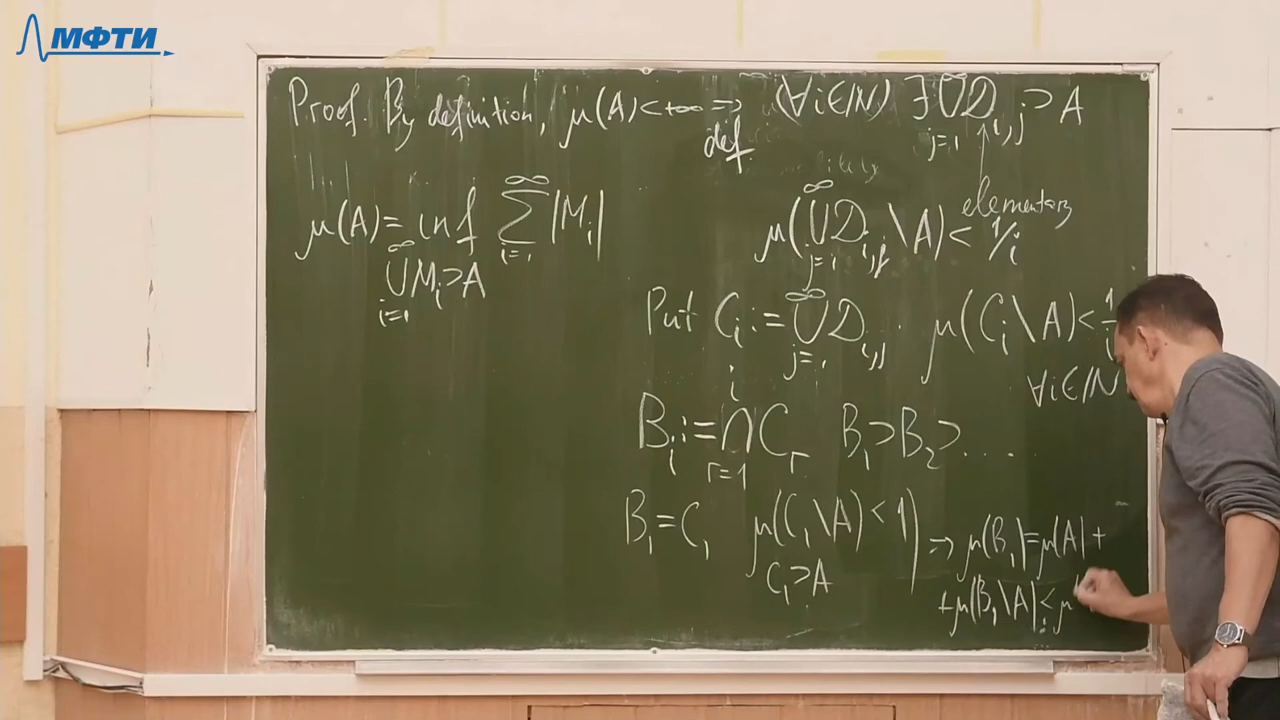 МФТИ
Proof. By definition, μ(A)<+∞ ⇒ (∀i∈ℕ) ∃ ∞⋃j=1 D_{i,j} ⊃ A
def
elementary
μ(A) = inf ∞∑i=1 |M_i|
∞⋃i=1 M_i ⊃ A
μ(∞⋃j=1 D_{i,j} \ A) < 1/i
Put C_i := ∞⋃j=1 D_{i,j}. μ(C_i \ A) < 1/i
∀i∈ℕ
B_i := i⋂r=1 C_r B_1 ⊃ B_2 ⊃ ....
B_1 = C_1 μ(C_1 \ A) < 1
C_1 ⊃ A
⇒ μ(B_1) = μ(A) +
+ μ(B_1 \ A) ≤ μ